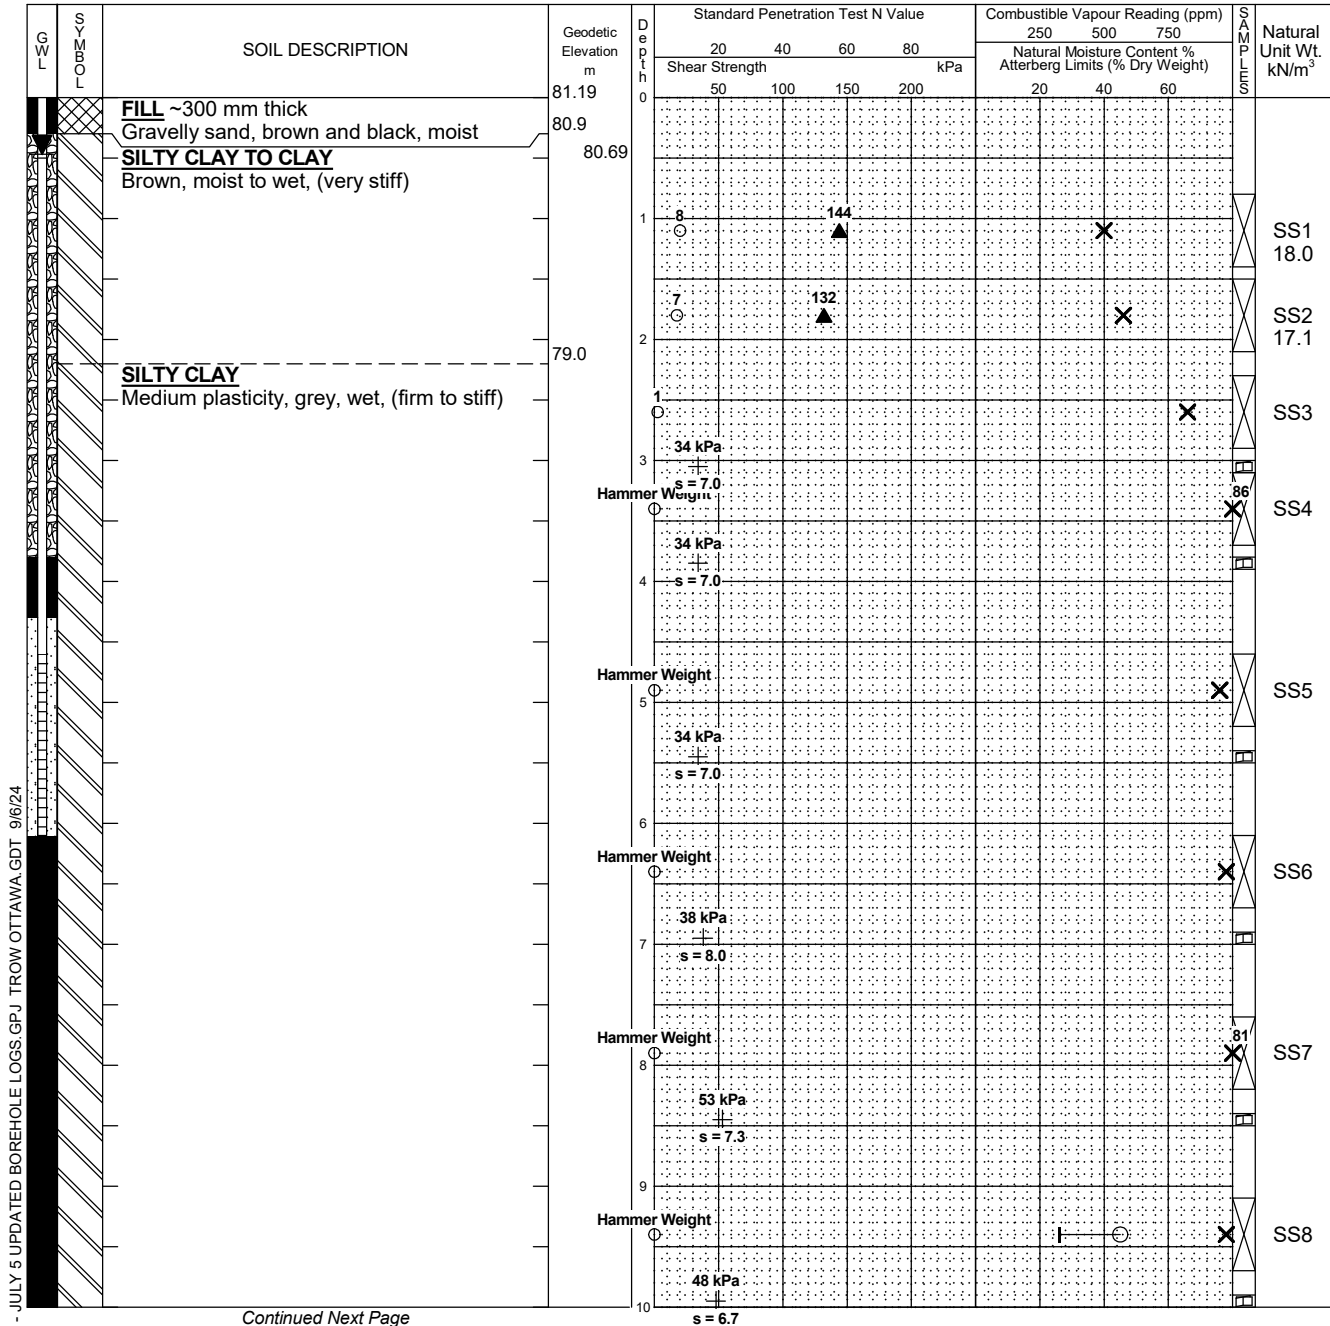 GWL
SYMBOL
SOIL DESCRIPTION
Geodetic
Elevation
m
Depth
Standard Penetration Test N Value
20 40 60 80
Shear Strength kPa
50 100 150 200
Combustible Vapour Reading (ppm)
250 500 750
Natural Moisture Content %
Atterberg Limits (% Dry Weight)
20 40 60
SAMPLES
Natural
Unit Wt.
kN/m³
81.19
0
FILL ~300 mm thick
Gravelly sand, brown and black, moist
80.9
SILTY CLAY TO CLAY
80.69
Brown, moist to wet, (very stiff)
1
8
144
SS1
18.0
7
132
SS2
17.1
2
79.0
SILTY CLAY
Medium plasticity, grey, wet, (firm to stiff)
1
SS3
34 kPa
3
s = 7.0
Hammer Weight
86
SS4
34 kPa
4
s = 7.0
Hammer Weight
SS5
5
34 kPa
s = 7.0
6
Hammer Weight
SS6
38 kPa
7
s = 8.0
Hammer Weight
81
SS7
8
53 kPa
s = 7.3
9
Hammer Weight
SS8
48 kPa
10
s = 6.7
Continued Next Page
- JULY 5 UPDATED BOREHOLE LOGS.GPJ TROW OTTAWA.GDT 9/6/24